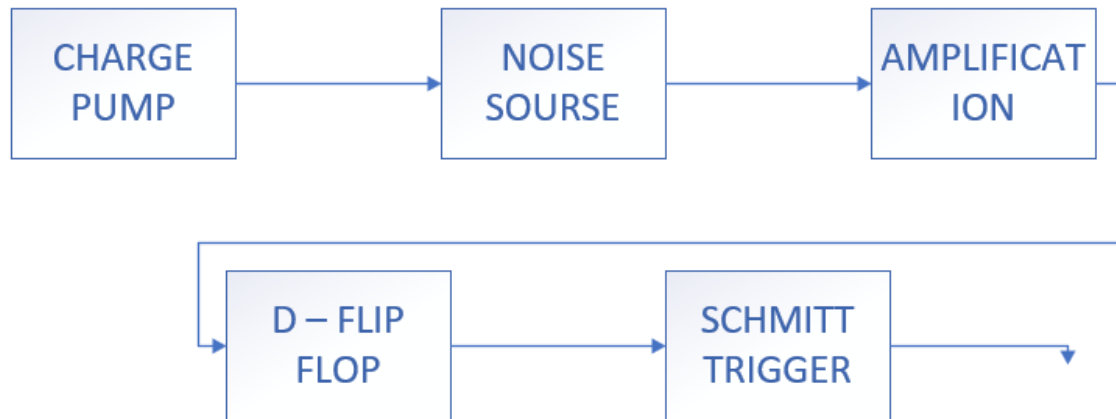 CHARGE
PUMP
NOISE
SOURSE
AMPLIFICAT
ION
D – FLIP
FLOP
SCHMITT
TRIGGER